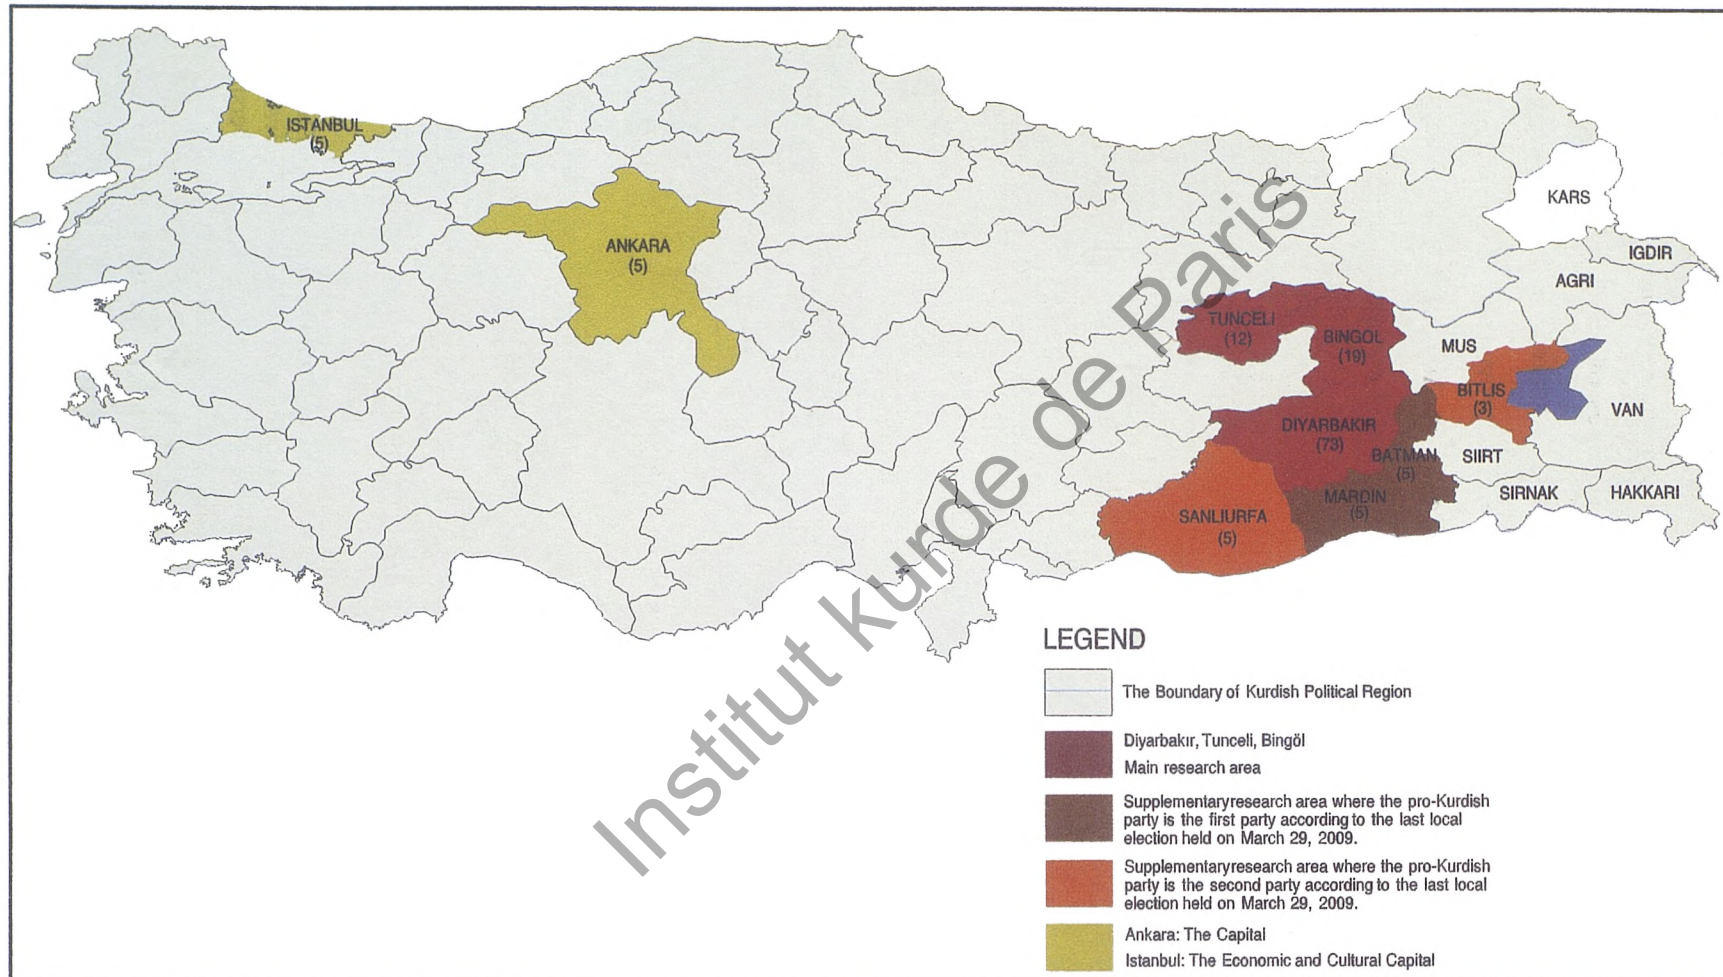 ISTANBUL
(5)
ANKARA
(5)
KARS
IGDIR
AGRI
TUNCELI
(12)
BINGOL
(19)
MUS
BITLIS
(3)
VAN
DIYARBAKIR
(73)
BATMAN
(5)
SIIRT
SIRNAK
HAKKARI
MARDIN
(5)
SANLIURFA
(5)
Institut kurde de Paris
LEGEND
The Boundary of Kurdish Political Region
Diyarbakır, Tunceli, Bingöl
Main research area
Supplementaryresearch area where the pro-Kurdish
party is the first party according to the last local
election held on March 29, 2009.
Supplementaryresearch area where the pro-Kurdish
party is the second party according to the last local
election held on March 29, 2009.
Ankara: The Capital
Istanbul: The Economic and Cultural Capital